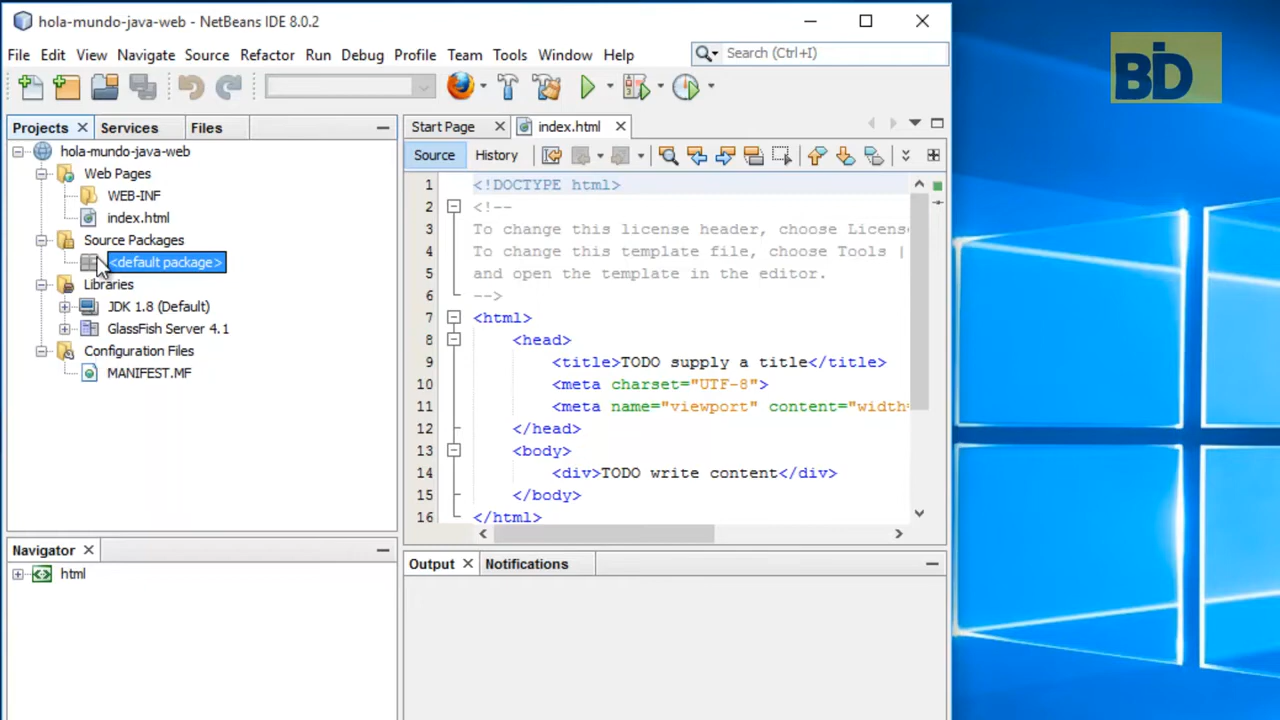 hola-mundo-java-web - NetBeans IDE 8.0.2
File Edit View Navigate Source Refactor Run Debug Profile Team Tools Window Help
Search (Ctrl+I)
BID
Projects Services Files
hola-mundo-java-web
Web Pages
WEB-INF
index.html
Source Packages
<default package>
Libraries
JDK 1.8 (Default)
GlassFish Server 4.1
Configuration Files
MANIFEST.MF
Navigator
html
Start Page index.html
Source History
1 <!DOCTYPE html>
2 <!--
3 To change this license header, choose Licens
4 To change this template file, choose Tools |
5 and open the template in the editor.
6 -->
7 <html>
8 <head>
9 <title>TODO supply a title</title>
10 <meta charset="UTF-8">
11 <meta name="viewport" content="width=
12 </head>
13 <body>
14 <div>TODO write content</div>
15 </body>
16 </html>
Output Notifications